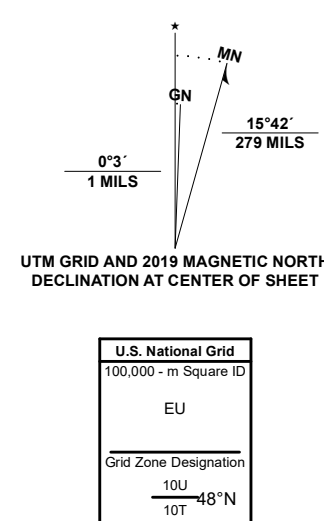 ★
MN
GN
15°42´
279 MILS
0°3´
1 MILS
UTM GRID AND 2019 MAGNETIC NORTH
DECLINATION AT CENTER OF SHEET
U.S. National Grid
100,000 - m Square ID
EU
Grid Zone Designation
10U
48°N
10T